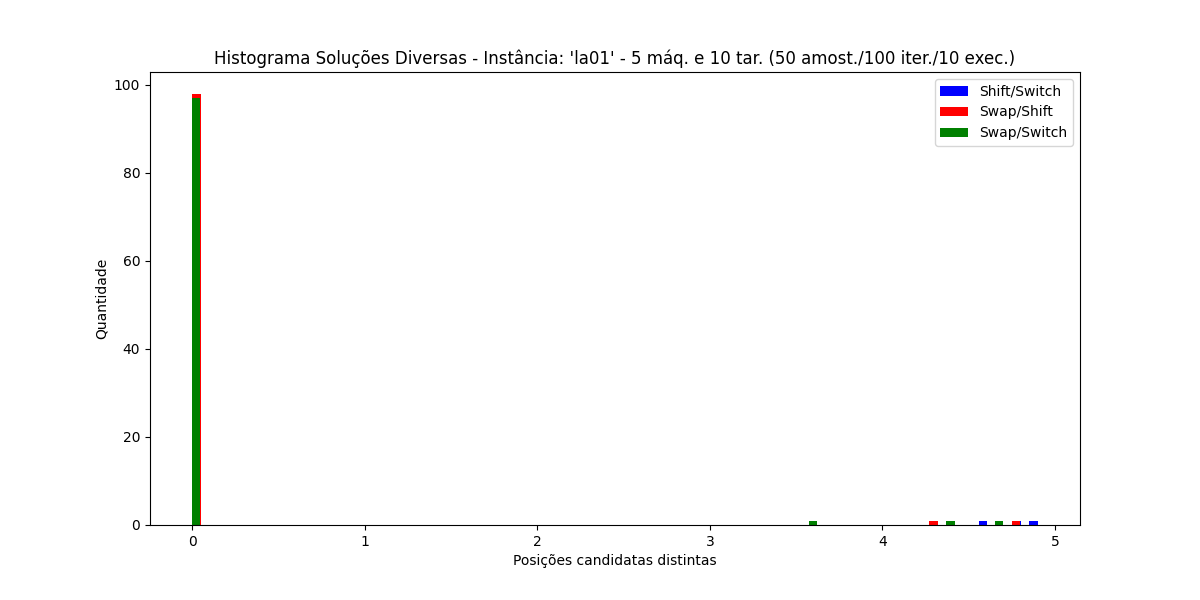 Histograma Soluções Diversas - Instância: 'la01' - 5 máq. e 10 tar. (50 amost./100 iter./10 exec.)
Shift/Switch
Swap/Shift
Swap/Switch
Quantidade
100
80
60
40
20
0
0 1 2 3 4 5
Posições candidatas distintas